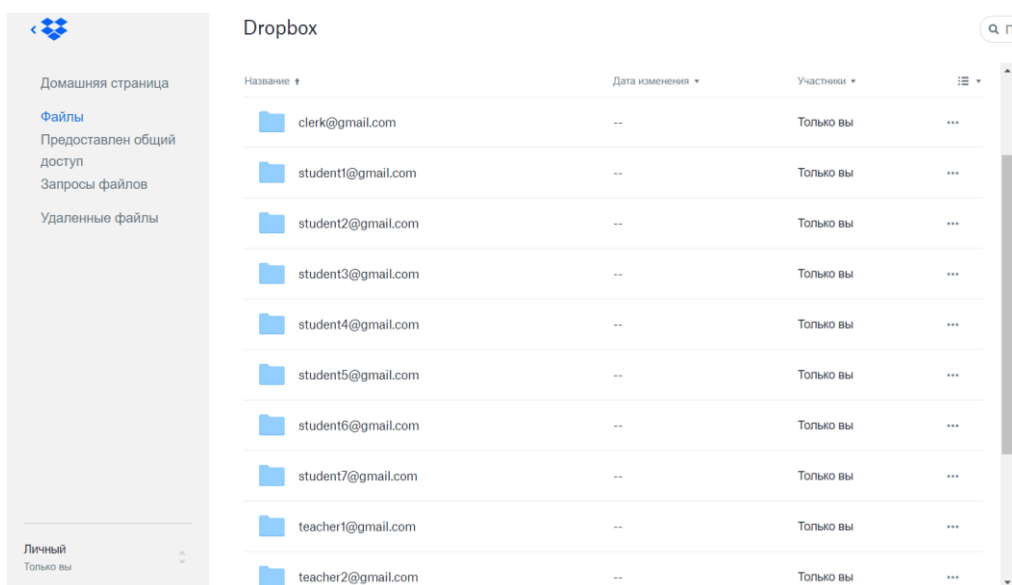 Dropbox
Домашняя страница
Файлы
Предоставлен общий
доступ
Запросы файлов
Удаленные файлы
Личный
Только вы
Название Дата изменения Участники
clerk@gmail.com -- Только вы
student1@gmail.com -- Только вы
student2@gmail.com -- Только вы
student3@gmail.com -- Только вы
student4@gmail.com -- Только вы
student5@gmail.com -- Только вы
student6@gmail.com -- Только вы
student7@gmail.com -- Только вы
teacher1@gmail.com -- Только вы
teacher2@gmail.com -- Только вы